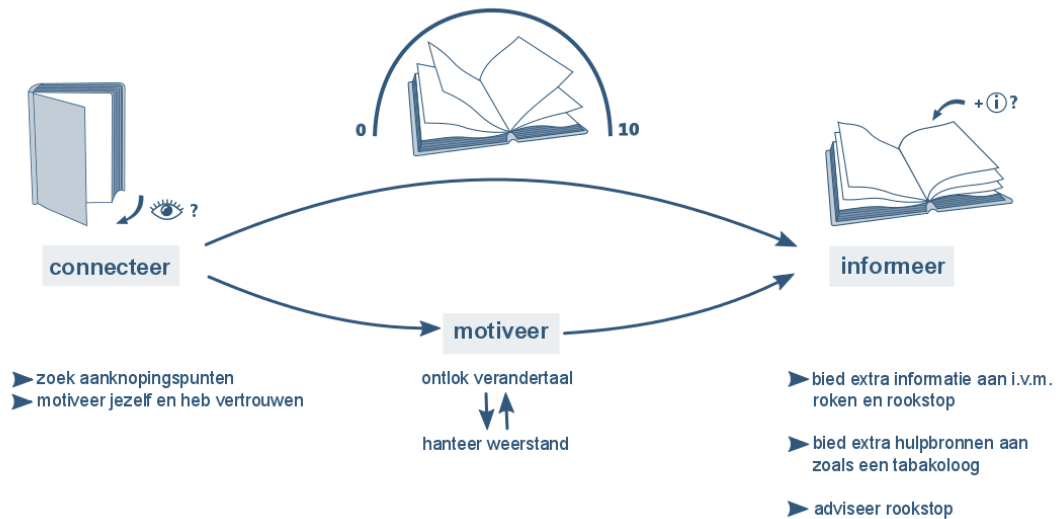 0
10
+ i ?
?
connecteer
informeer
motiveer
zoek aanknopingspunten
motiveer jezelf en heb vertrouwen
ontlok verandertaal
hanteer weerstand
bied extra informatie aan i.v.m.
roken en rookstop
bied extra hulpbronnen aan
zoals een tabakoloog
adviseer rookstop